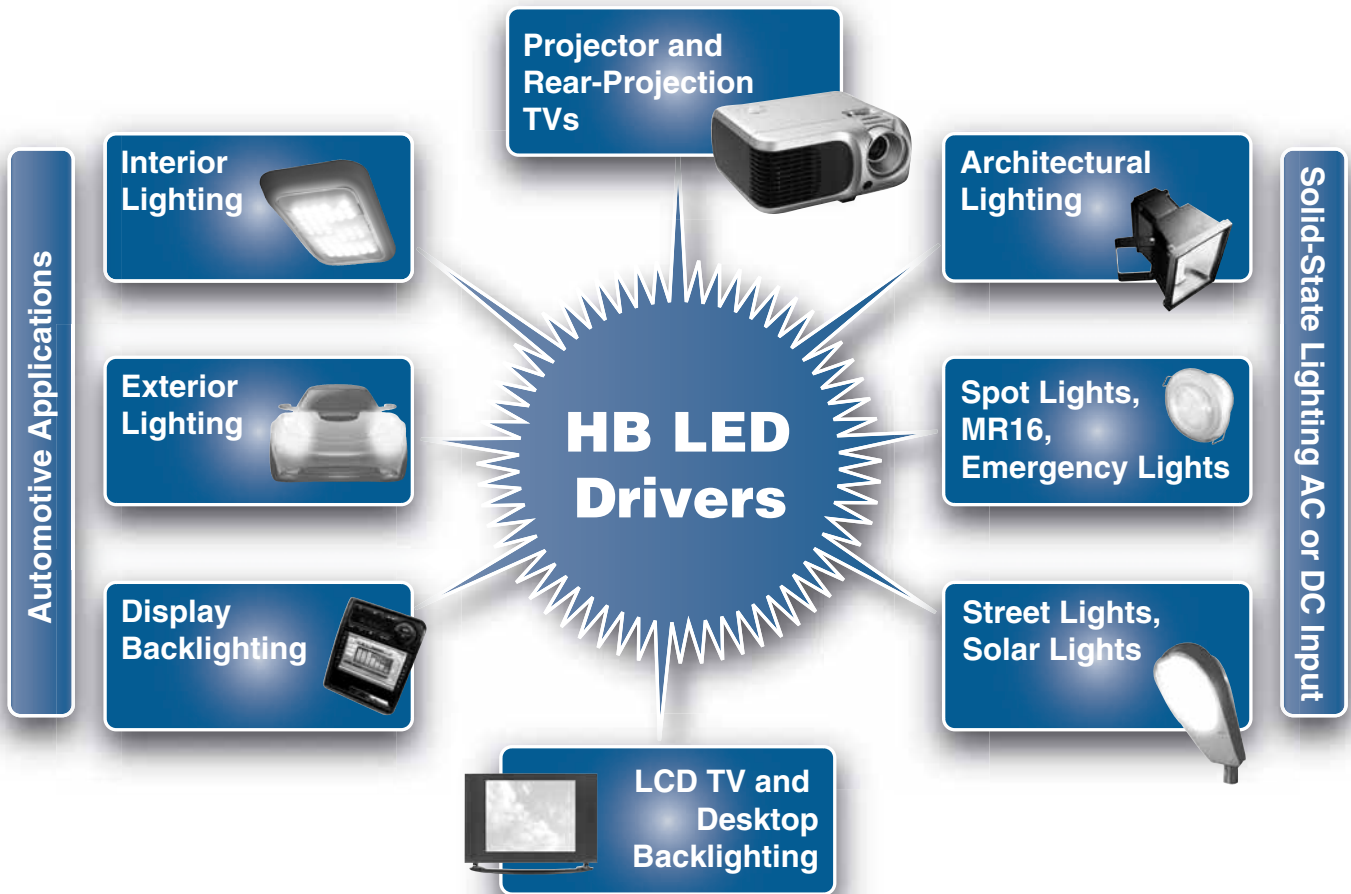 Projector and
Rear-Projection
TVs
Automotive Applications
Interior
Lighting
Exterior
Lighting
Display
Backlighting
HB LED
Drivers
Architectural
Lighting
Spot Lights,
MR16,
Emergency Lights
Street Lights,
Solar Lights
Solid-State Lighting AC or DC Input
LCD TV and
Desktop
Backlighting